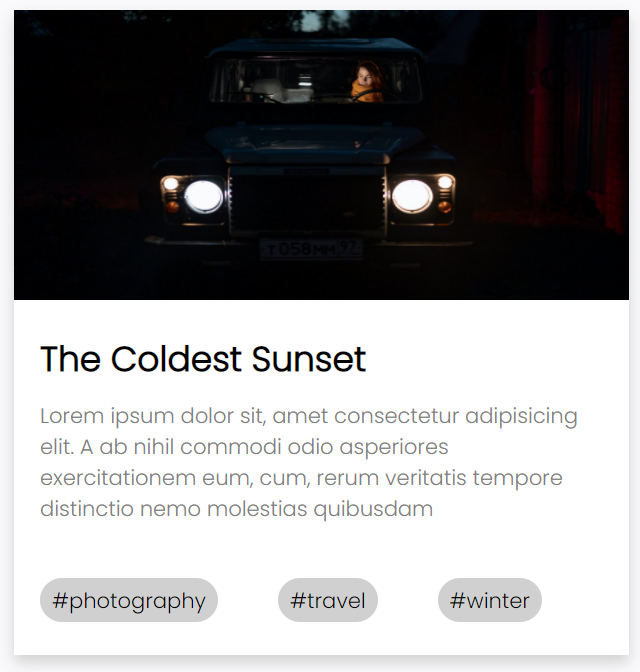 Т058ММ 97
The Coldest Sunset
Lorem ipsum dolor sit, amet consectetur adipisicing
elit. A ab nihil commodi odio asperiores
exercitationem eum, cum, rerum veritatis tempore
distinctio nemo molestias quibusdam
#photography #travel #winter